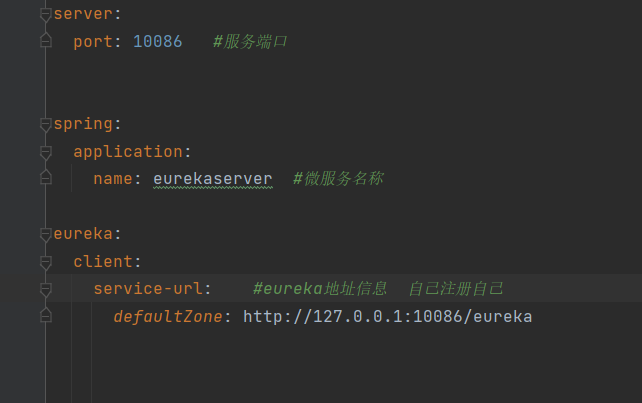 server:
port: 10086 #服务端口
spring:
application:
name: eurekaserver #微服务名称
eureka:
client:
service-url: #eureka地址信息 自己注册自己
defaultZone: http://127.0.0.1:10086/eureka